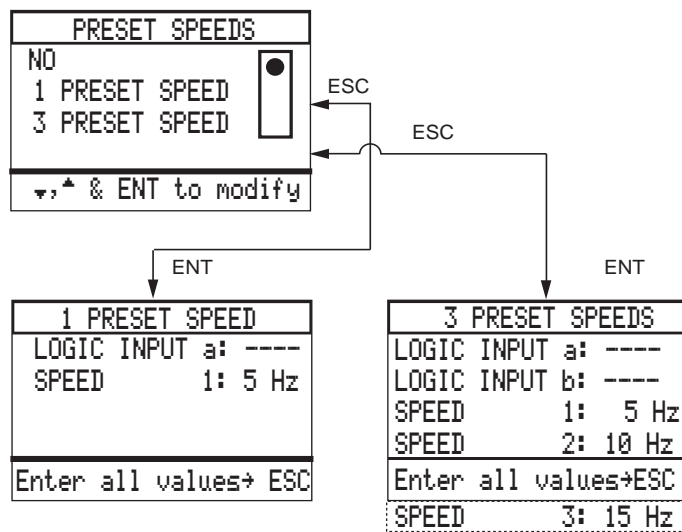 PRESET SPEEDS
NO
1 PRESET SPEED
3 PRESET SPEED
▼,▲ & ENT to modify
ESC
ESC
ENT
ENT
1 PRESET SPEED
LOGIC INPUT a: ----
SPEED 1: 5 Hz
Enter all values→ ESC
3 PRESET SPEEDS
LOGIC INPUT a: ----
LOGIC INPUT b: ----
SPEED 1: 5 Hz
SPEED 2: 10 Hz
Enter all values→ESC
SPEED 3: 15 Hz